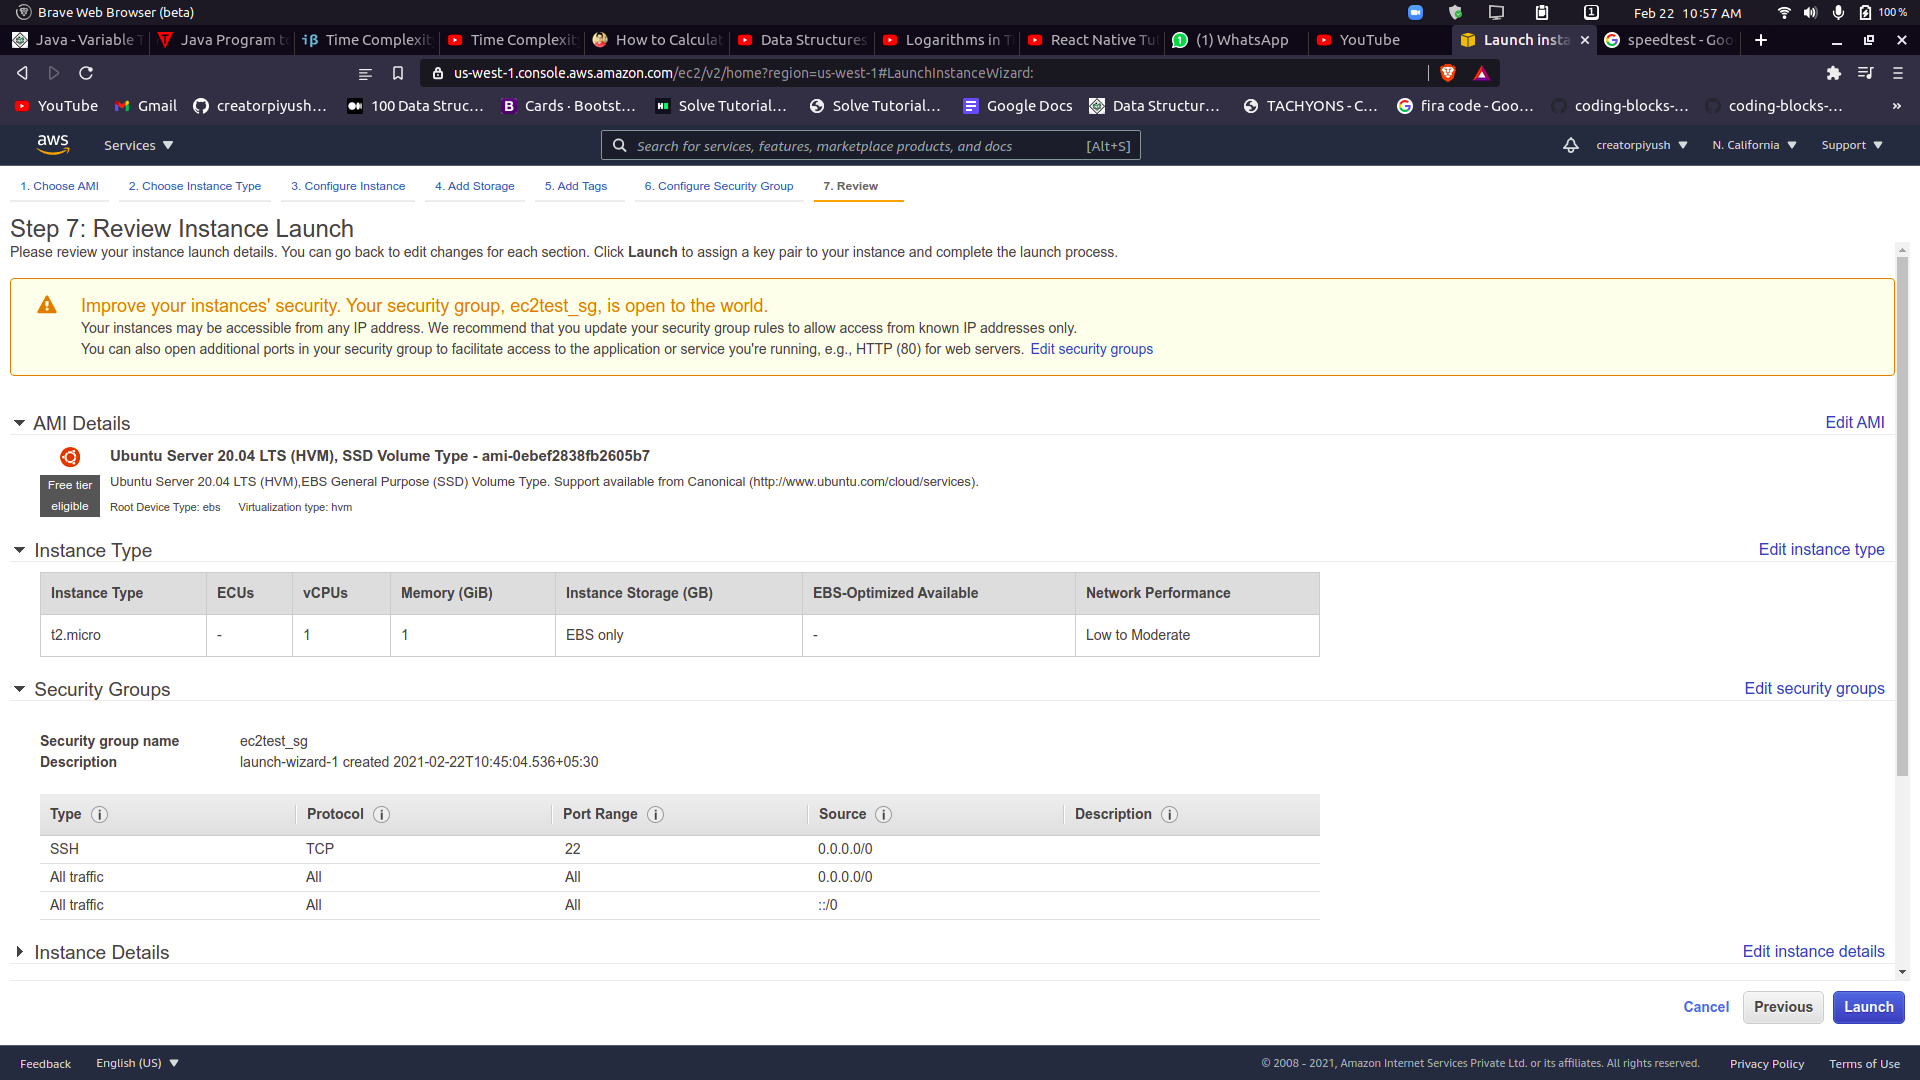 Brave Web Browser (beta)
1
Feb 22 10:57 AM
100 %
Java - Variable T
Java Program to
iβ Time Complexity
Time Complexity
How to Calculat
Data Structures
Logarithms in T
React Native Tu
(1) WhatsApp
YouTube
Launch insta
speedtest - Goo
us-west-1.console.aws.amazon.com/ec2/v2/home?region=us-west-1#LaunchInstanceWizard:
YouTube
Gmail
creatorpiyush...
100 Data Struc...
B Cards · Bootst...
Solve Tutorial...
Solve Tutorial...
Google Docs
Data Structur...
TACHYONS - C...
fira code - Goo...
coding-blocks-...
coding-blocks-...
»
aws
Services
Search for services, features, marketplace products, and docs [Alt+S]
creatorpiyush
N. California
Support
1. Choose AMI
2. Choose Instance Type
3. Configure Instance
4. Add Storage
5. Add Tags
6. Configure Security Group
7. Review
Step 7: Review Instance Launch
Please review your instance launch details. You can go back to edit changes for each section. Click Launch to assign a key pair to your instance and complete the launch process.
Improve your instances' security. Your security group, ec2test_sg, is open to the world.
Your instances may be accessible from any IP address. We recommend that you update your security group rules to allow access from known IP addresses only.
You can also open additional ports in your security group to facilitate access to the application or service you're running, e.g., HTTP (80) for web servers. Edit security groups
AMI Details
Edit AMI
Ubuntu Server 20.04 LTS (HVM), SSD Volume Type - ami-0ebef2838fb2605b7
Free tier
eligible
Ubuntu Server 20.04 LTS (HVM),EBS General Purpose (SSD) Volume Type. Support available from Canonical (http://www.ubuntu.com/cloud/services).
Root Device Type: ebs Virtualization type: hvm
Instance Type
Edit instance type
Instance Type ECUs vCPUs Memory (GiB) Instance Storage (GB) EBS-Optimized Available Network Performance
t2.micro - 1 1 EBS only - Low to Moderate
Security Groups
Edit security groups
Security group name ec2test_sg
Description launch-wizard-1 created 2021-02-22T10:45:04.536+05:30
Type Protocol Port Range Source Description
SSH TCP 22 0.0.0.0/0
All traffic All All 0.0.0.0/0
All traffic All All ::/0
Instance Details
Edit instance details
Cancel Previous Launch
Feedback English (US)
© 2008 - 2021, Amazon Internet Services Private Ltd. or its affiliates. All rights reserved. Privacy Policy Terms of Use